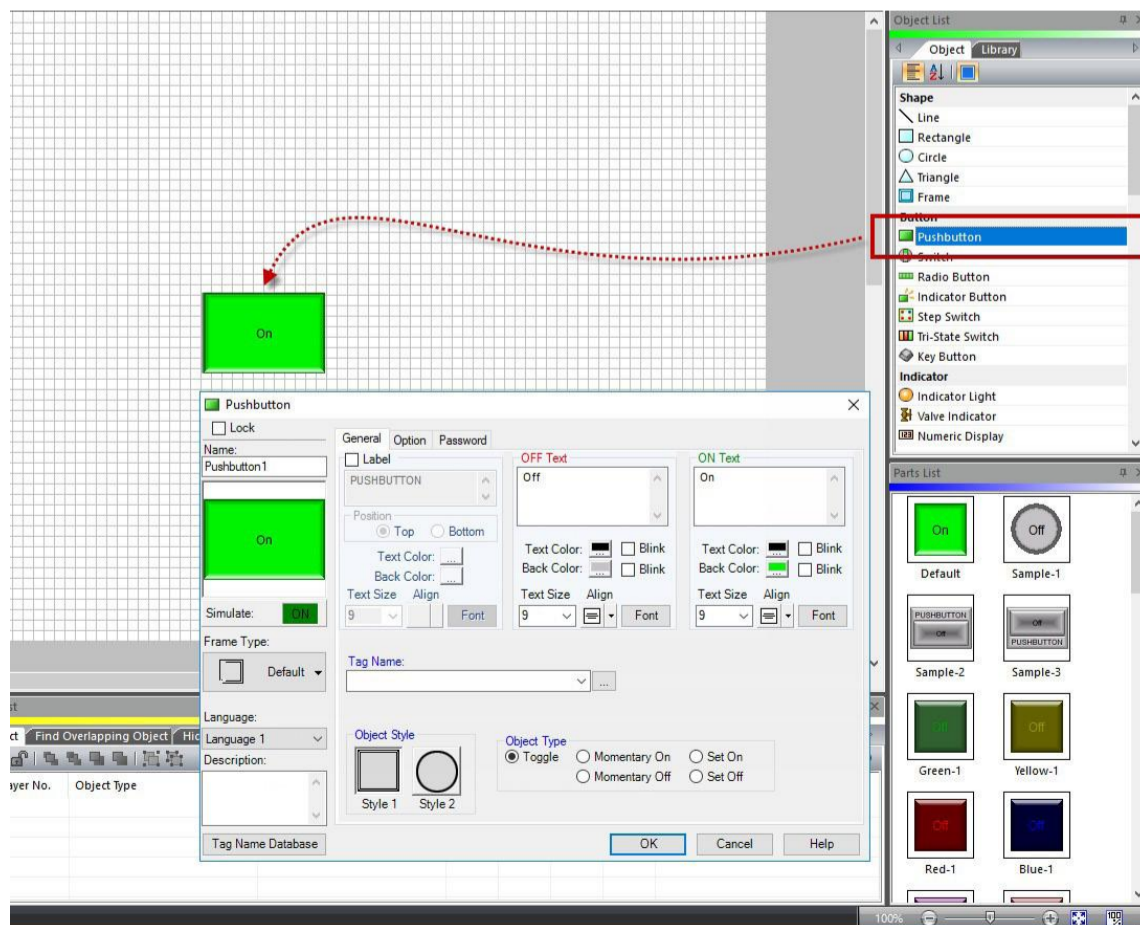 Object List
Object Library
Shape
Line
Rectangle
Circle
Triangle
Frame
Button
Pushbutton
Switch
Radio Button
Indicator Button
Step Switch
Tri-State Switch
Key Button
Indicator
Indicator Light
Valve Indicator
Numeric Display
On
Pushbutton
Lock
Name:
Pushbutton1
On
Simulate: ON
Frame Type:
Default
Language:
Language 1
Description:
Tag Name Database
General Option Password
Label
PUSHBUTTON
Position
Top Bottom
Text Color: ...
Back Color: ...
Text Size Align
9 Font
OFF Text
Off
Text Color: ... Blink
Back Color: ... Blink
Text Size Align
9 Font
ON Text
On
Text Color: ... Blink
Back Color: ... Blink
Text Size Align
9 Font
Tag Name:
...
Object Style
Style 1 Style 2
Object Type
Toggle Momentary On Set On
Momentary Off Set Off
OK Cancel Help
st
ct Find Overlapping Object Hic
ayer No. Object Type
Parts List
On Off
Default Sample-1
PUSHBUTTON
Off
Off
PUSHBUTTON
Sample-2 Sample-3
Off Off
Green-1 Yellow-1
Off Off
Red-1 Blue-1
100%
100